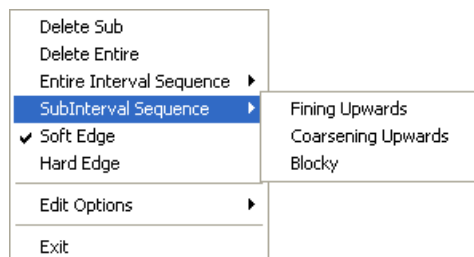 Delete Sub
Delete Entire
Entire Interval Sequence
SubInterval Sequence
Soft Edge
Hard Edge
Edit Options
Exit
Fining Upwards
Coarsening Upwards
Blocky